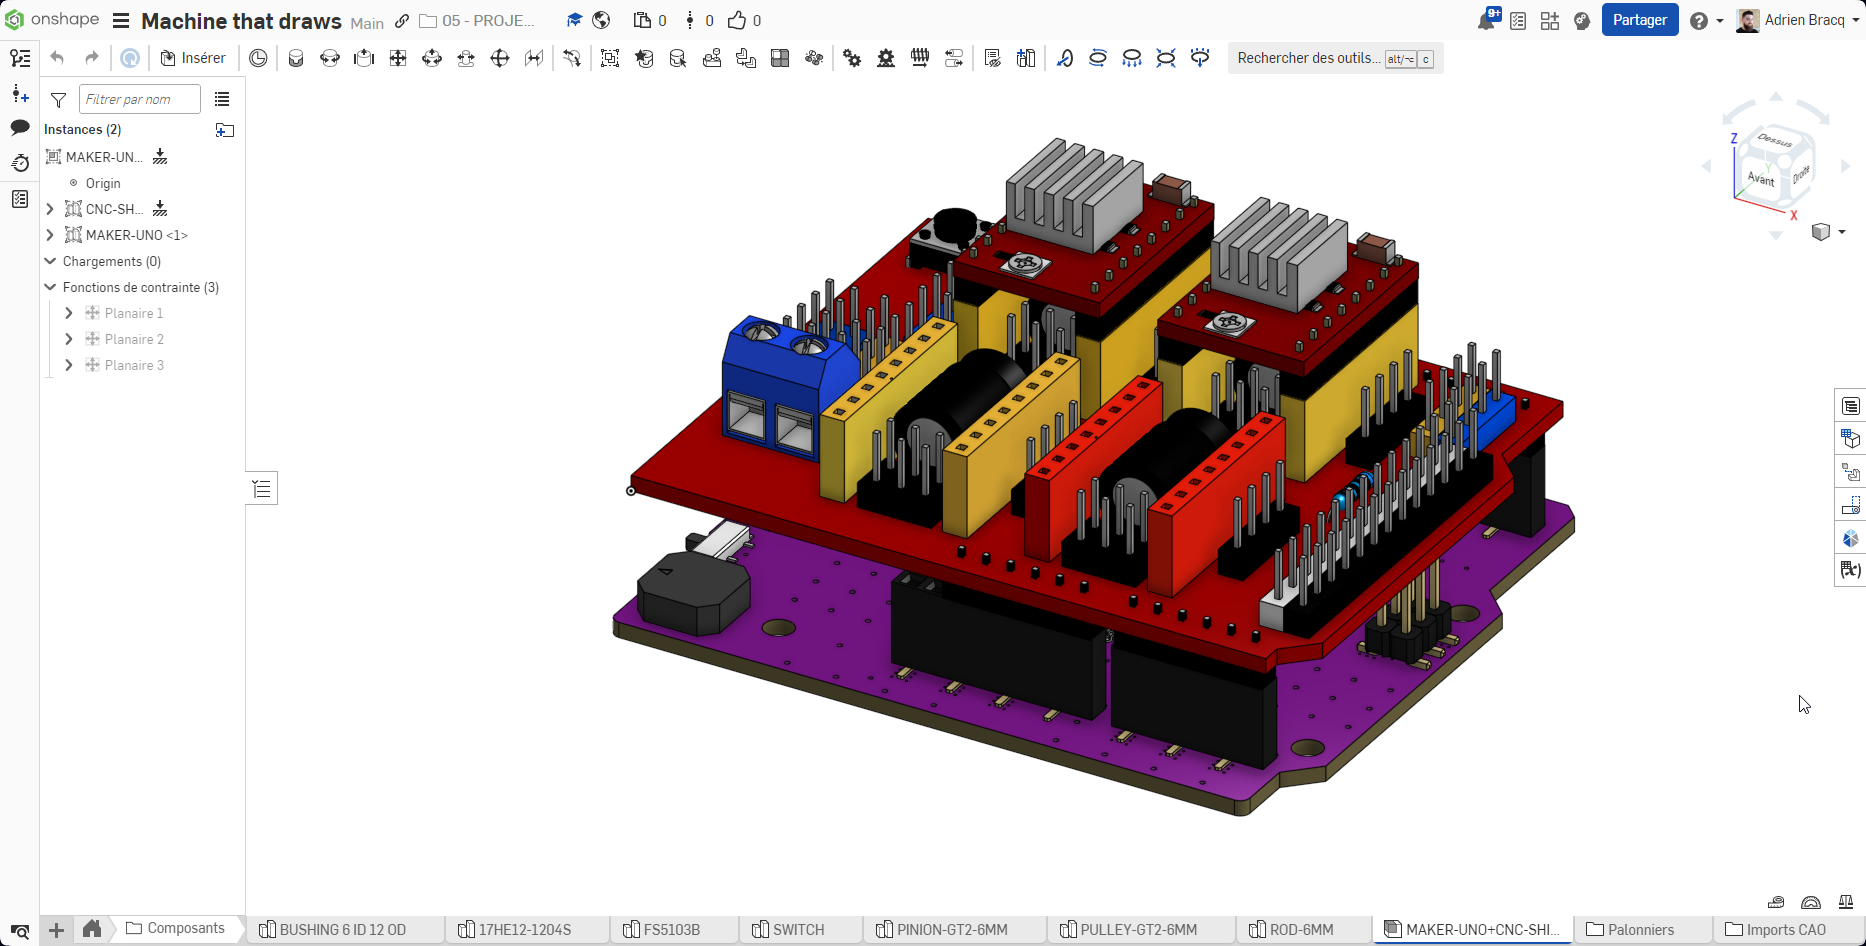 onshape Machine that draws Main 05 - PROJE... 0 0 0 9+ Partager Adrien Bracq
Insérer Rechercher des outils... alt/⌥ c
Filtrer par nom
Instances (2)
MAKER-UN...
Origin
CNC-SH...
MAKER-UNO <1>
Chargements (0)
Fonctions de contrainte (3)
Planaire 1
Planaire 2
Planaire 3
Z
Dessus
Y
Avant Droite
X
(x)
Composants BUSHING 6 ID 12 OD 17HE12-1204S FS5103B SWITCH PINION-GT2-6MM PULLEY-GT2-6MM ROD-6MM MAKER-UNO+CNC-SHI... Palonniers Imports CAO